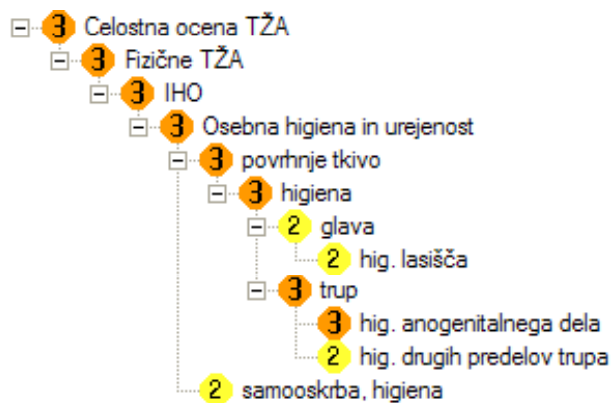 3 Celostna ocena TŽA
3 Fizične TŽA
3 IHO
3 Osebna higiena in urejenost
3 povrhnje tkivo
3 higiena
2 glava
2 hig. lasišča
3 trup
3 hig. anogenitalnega dela
2 hig. drugih predelov trupa
2 samooskrba, higiena